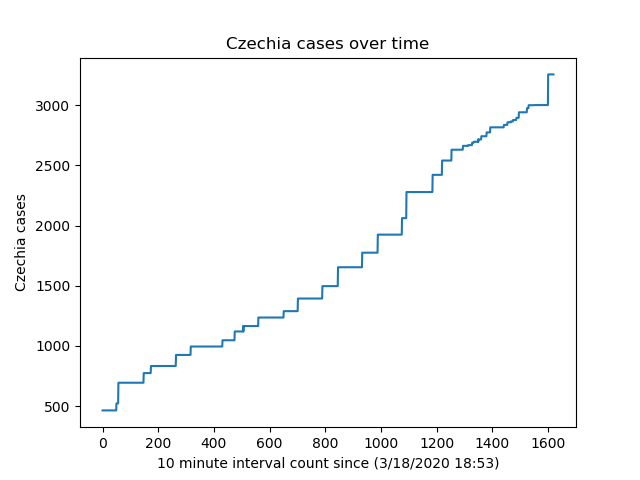 Czechia cases over time
Czechia cases
3000
2500
2000
1500
1000
500
0 200 400 600 800 1000 1200 1400 1600
10 minute interval count since (3/18/2020 18:53)